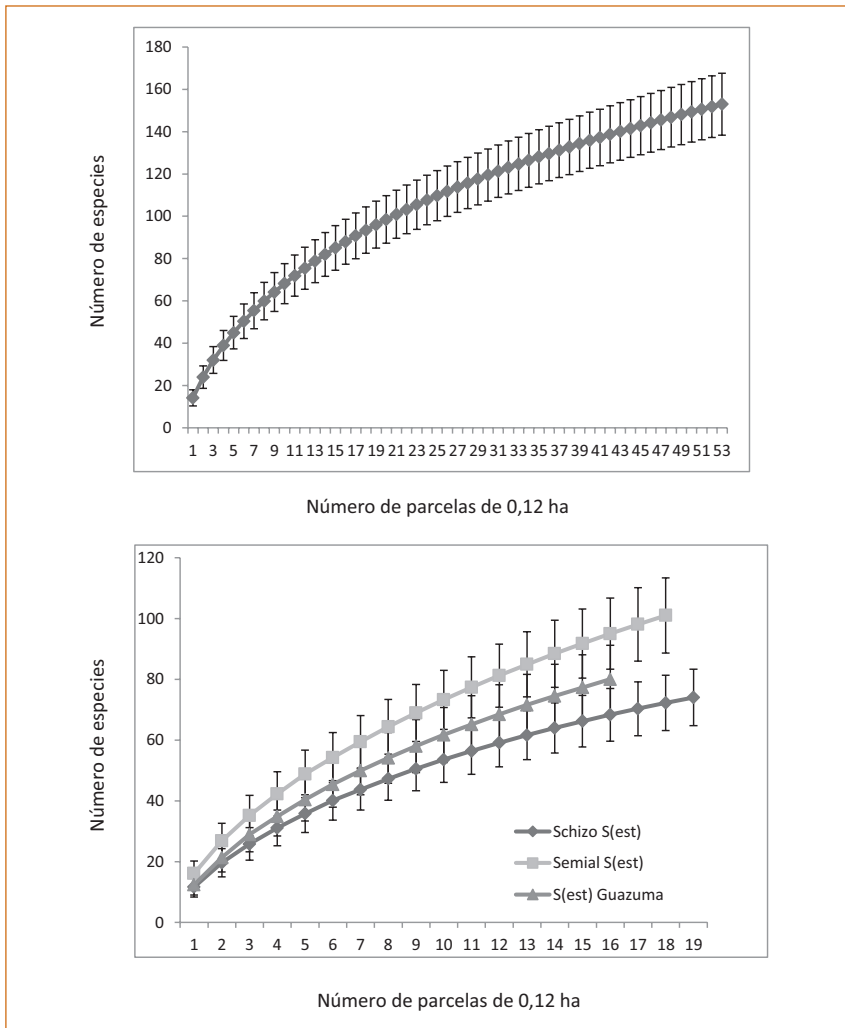 180
160
140
120
100
80
60
40
20
0
Número de especies
1 3 5 7 9 11 13 15 17 19 21 23 25 27 29 31 33 35 37 39 41 43 45 47 49 51 53
Número de parcelas de 0,12 ha
120
100
80
60
40
20
0
Número de especies
Schizo S(est)
Semial S(est)
S(est) Guazuma
1 2 3 4 5 6 7 8 9 10 11 12 13 14 15 16 17 18 19
Número de parcelas de 0,12 ha